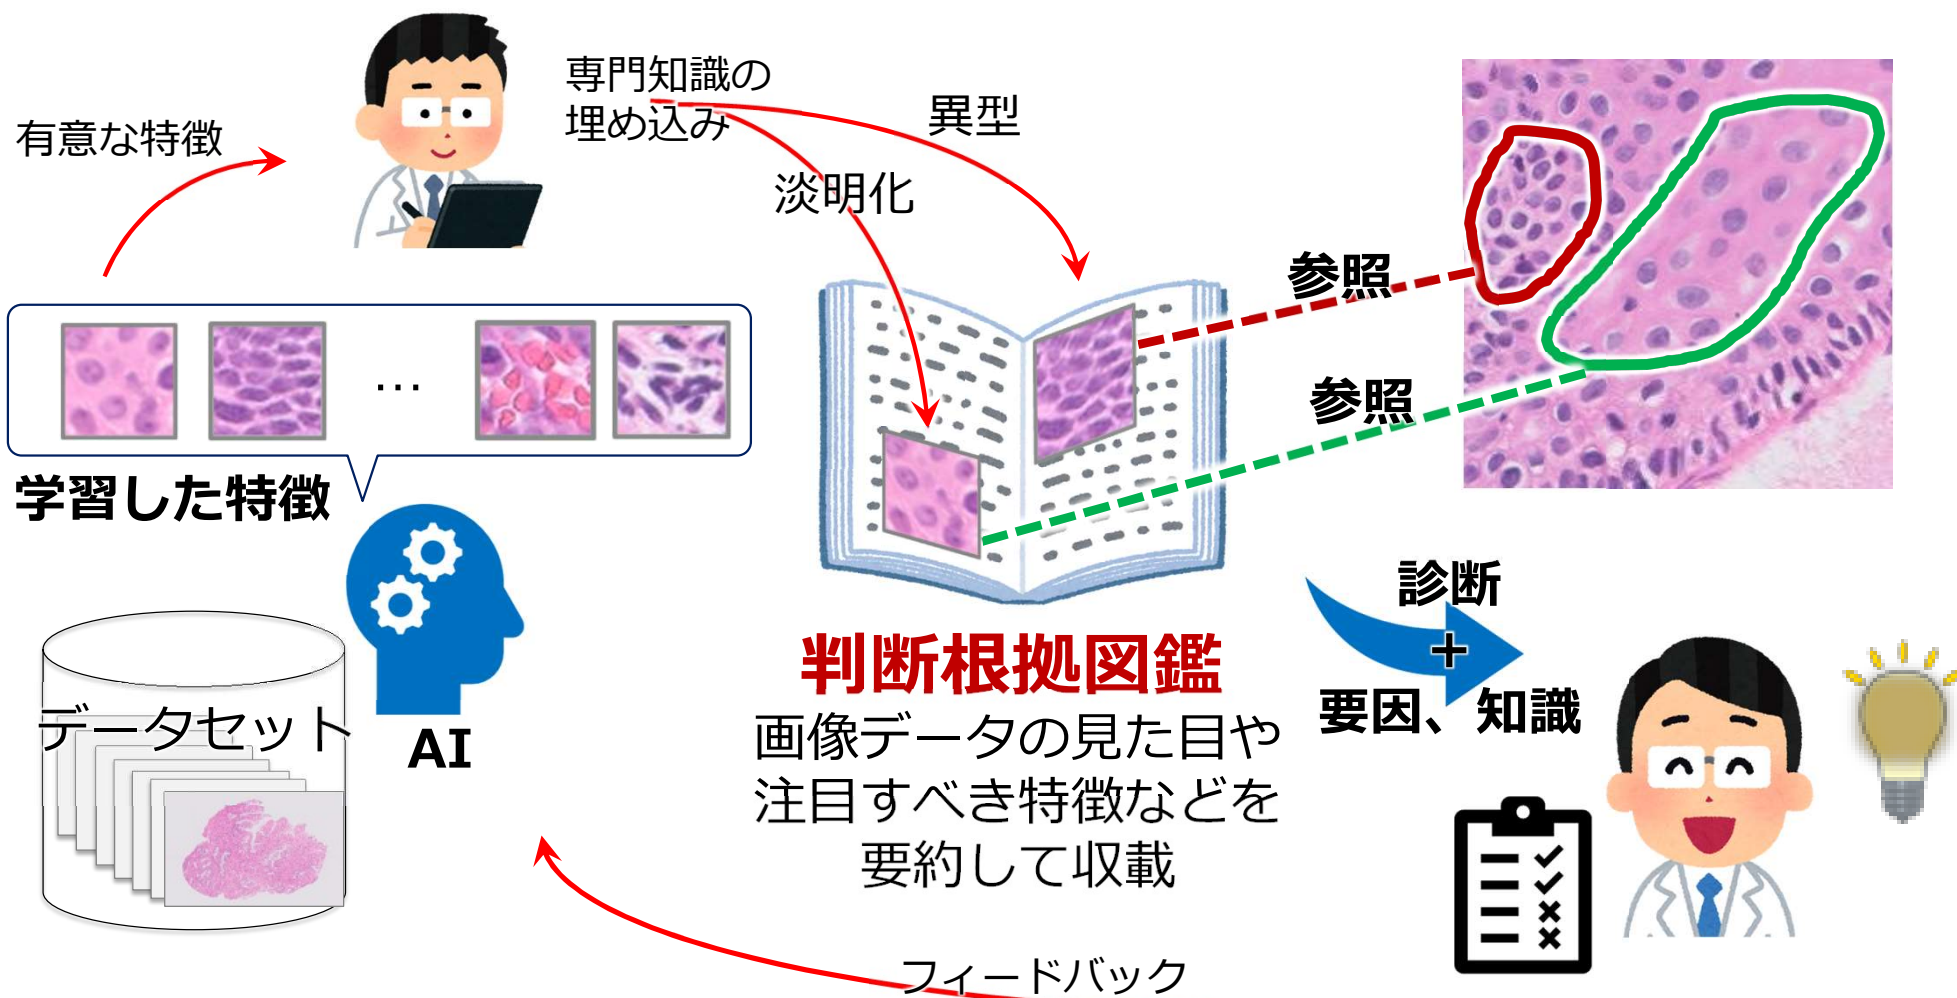 有意な特徴
専門知識の
埋め込み
異型
淡明化
参照
参照
…
学習した特徴
AI
データセット
判断根拠図鑑
画像データの見た目や
注目すべき特徴などを
要約して収載
診断
+
要因、知識
フィードバック